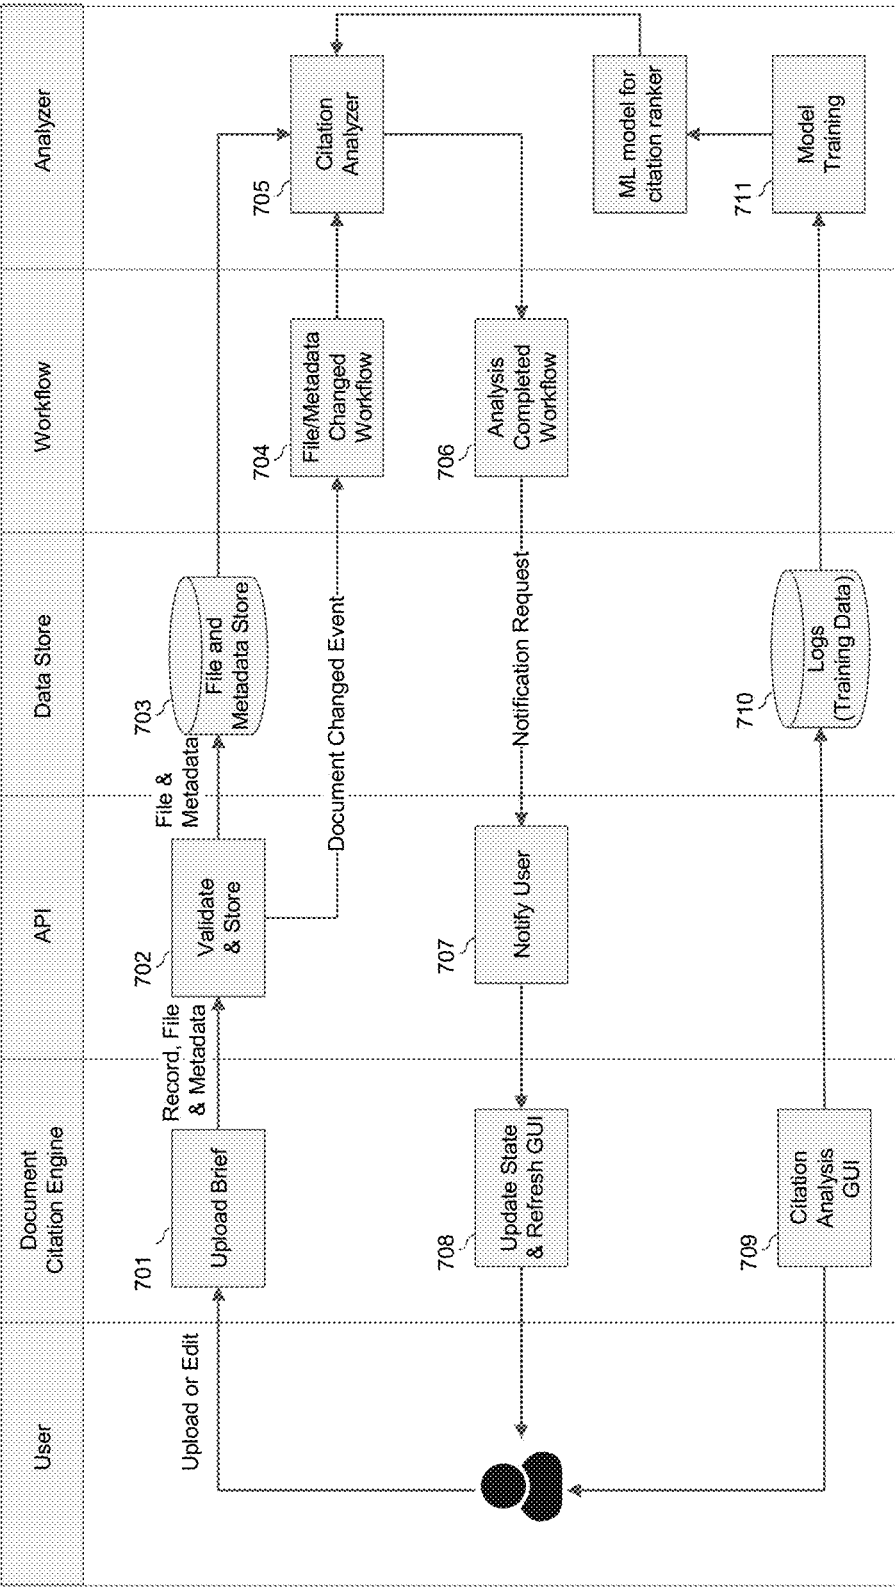 User
Document
Citation Engine
API
Data Store
Workflow
Analyzer
Upload or Edit
701
Upload Brief
Record, File
& Metadata
702
Validate
& Store
File &
Metadata
703
File and
Metadata Store
Document Changed Event
704
File/Metadata
Changed
Workflow
705
Citation
Analyzer
706
Analysis
Completed
Workflow
Notification Request
707
Notify User
708
Update State
& Refresh GUI
709
Citation
Analysis
GUI
710
Logs
(Training Data)
711
Model
Training
ML model for
citation ranker